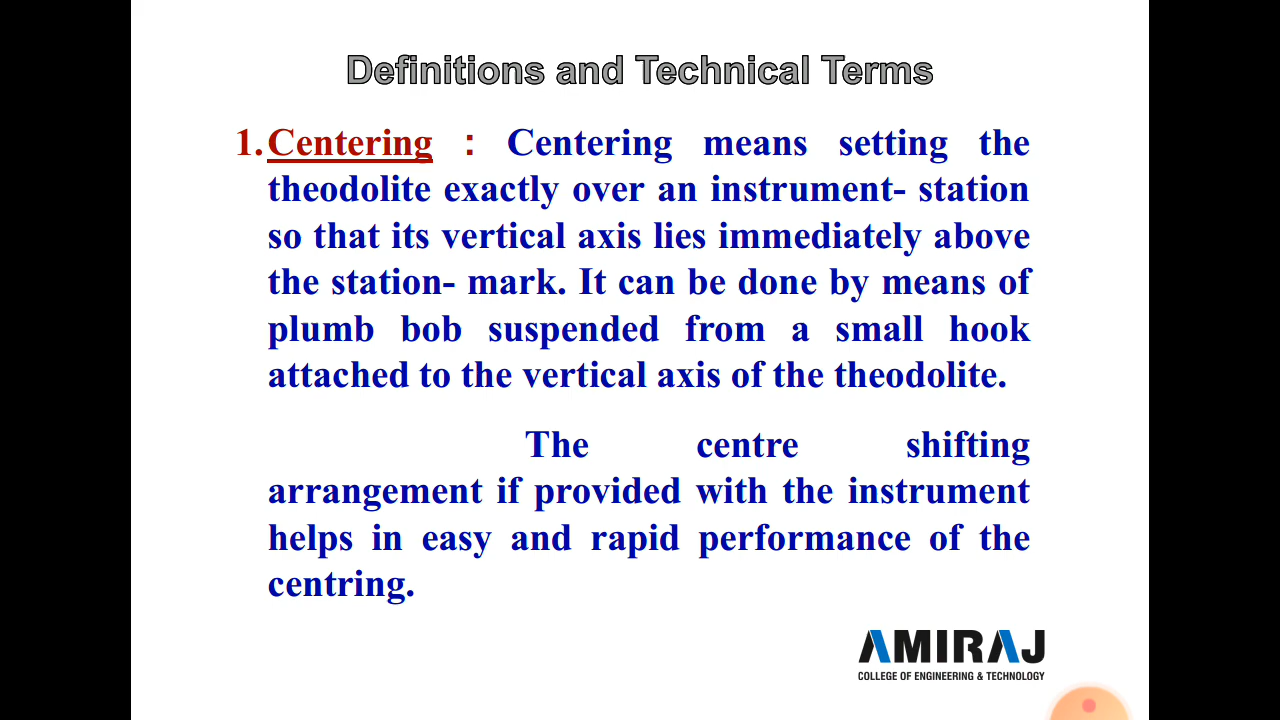 Definitions and Technical Terms
1. Centering : Centering means setting the
theodolite exactly over an instrument- station
so that its vertical axis lies immediately above
the station- mark. It can be done by means of
plumb bob suspended from a small hook
attached to the vertical axis of the theodolite.
The centre shifting
arrangement if provided with the instrument
helps in easy and rapid performance of the
centring.
AMIRAJ
COLLEGE OF ENGINEERING & TECHNOLOGY